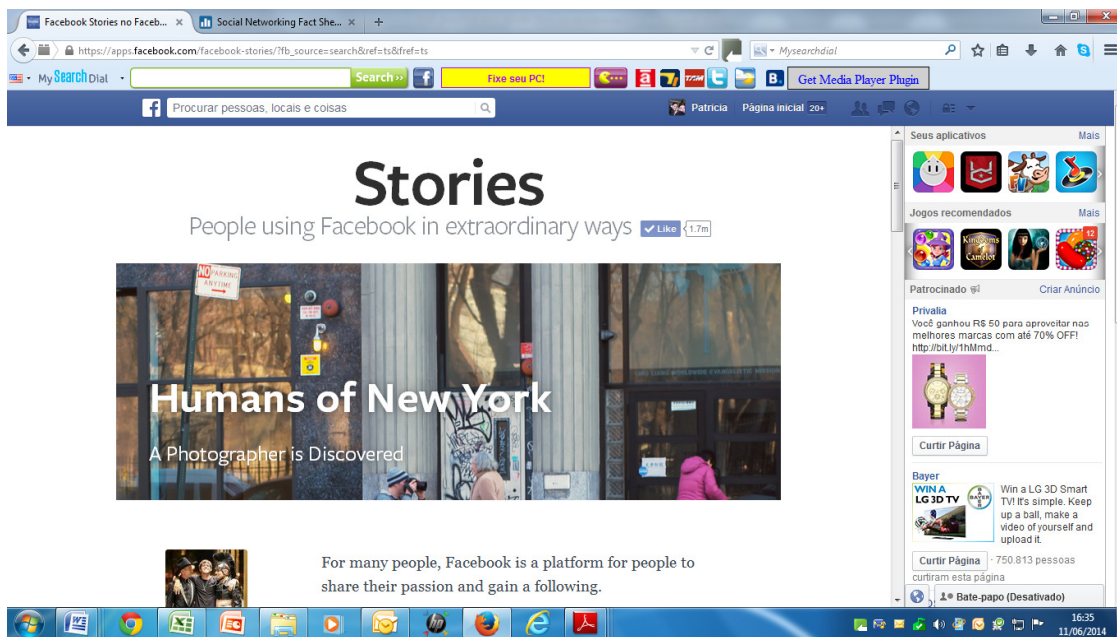 Facebook Stories no Faceb... ×
Social Networking Fact She... ×
+
https://apps.facebook.com/facebook-stories/?fb_source=search&ref=ts&fref=ts
Mysearchdial
My Search Dial
Search »
Fixe seu PC!
B.
Get Media Player Plugin
Procurar pessoas, locais e coisas
Patricia Página inicial 20+
Stories
People using Facebook in extraordinary ways
Like 1.7m
NO PARKING
ANYTIME
Humans of New York
A Photographer is Discovered
For many people, Facebook is a platform for people to
share their passion and gain a following.
Seus aplicativos Mais
Jogos recomendados Mais
Kingdoms
Camelot
12
Patrocinado Criar Anúncio
Privalia
Você ganhou R$ 50 para aproveitar nas
melhores marcas com até 70% OFF!
http://bit.ly/1hMmd...
Curtir Página
Bayer
WIN A
LG 3D TV
BAYER
Win a LG 3D Smart
TV! It's simple. Keep
up a ball, make a
video of yourself and
upload it.
Curtir Página · 750.813 pessoas
curtiram esta página
Bate-papo (Desativado)
16:35
11/06/2014